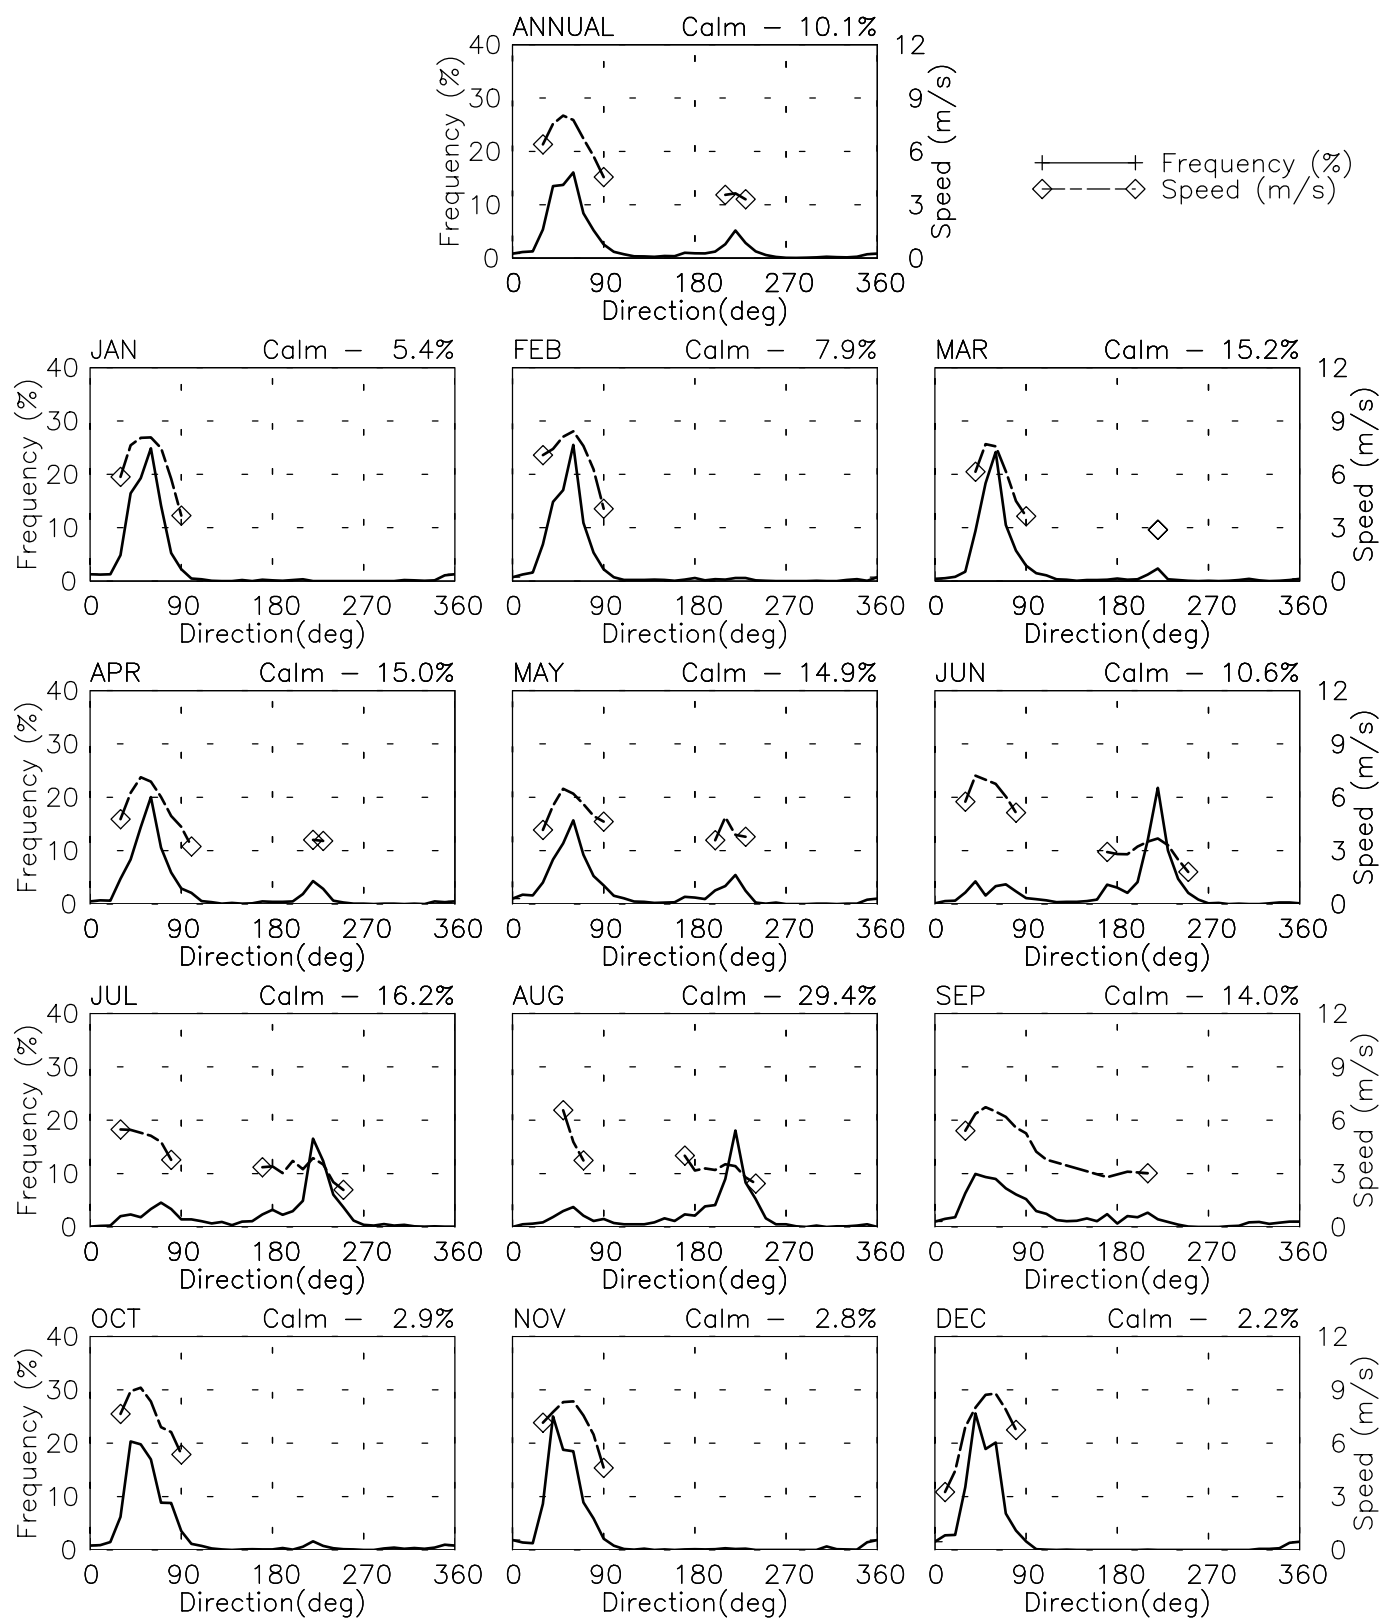 ANNUAL Calm – 10.1%
40 12
30 9
20 6
10 3
0 0
0 90 180 270 360
Frequency (%)
Direction(deg)
Speed (m/s)
Frequency (%)
Speed (m/s)
JAN Calm – 5.4% FEB Calm – 7.9% MAR Calm – 15.2%
40 12
30 9
20 6
10 3
0 0
0 90 180 270 360 0 90 180 270 360 0 90 180 270 360
Frequency (%)
Direction(deg) Direction(deg) Direction(deg)
Speed (m/s)
APR Calm – 15.0% MAY Calm – 14.9% JUN Calm – 10.6%
40 12
30 9
20 6
10 3
0 0
0 90 180 270 360 0 90 180 270 360 0 90 180 270 360
Frequency (%)
Direction(deg) Direction(deg) Direction(deg)
Speed (m/s)
JUL Calm – 16.2% AUG Calm – 29.4% SEP Calm – 14.0%
40 12
30 9
20 6
10 3
0 0
0 90 180 270 360 0 90 180 270 360 0 90 180 270 360
Frequency (%)
Direction(deg) Direction(deg) Direction(deg)
Speed (m/s)
OCT Calm – 2.9% NOV Calm – 2.8% DEC Calm – 2.2%
40 12
30 9
20 6
10 3
0 0
0 90 180 270 360 0 90 180 270 360 0 90 180 270 360
Frequency (%)
Direction(deg) Direction(deg) Direction(deg)
Speed (m/s)